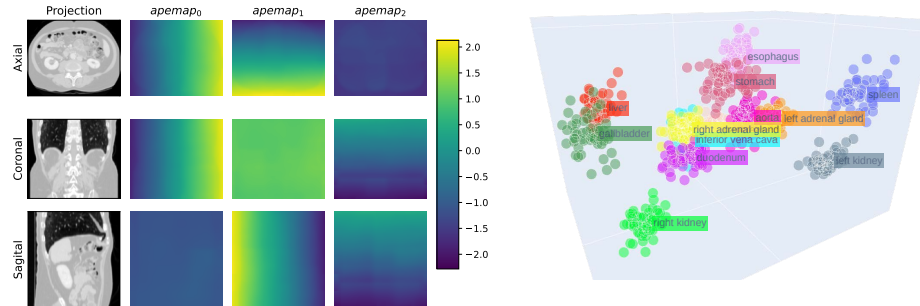 Projection apemap0 apemap1 apemap2
Axial
Coronal
Sagital
2.0
1.5
1.0
0.5
0.0
−0.5
−1.0
−1.5
−2.0
esophagus
stomach
spleen
liver
left adrenal gland
right adrenal gland
gallbladder
inferior vena cava
duodenum
left kidney
right kidney